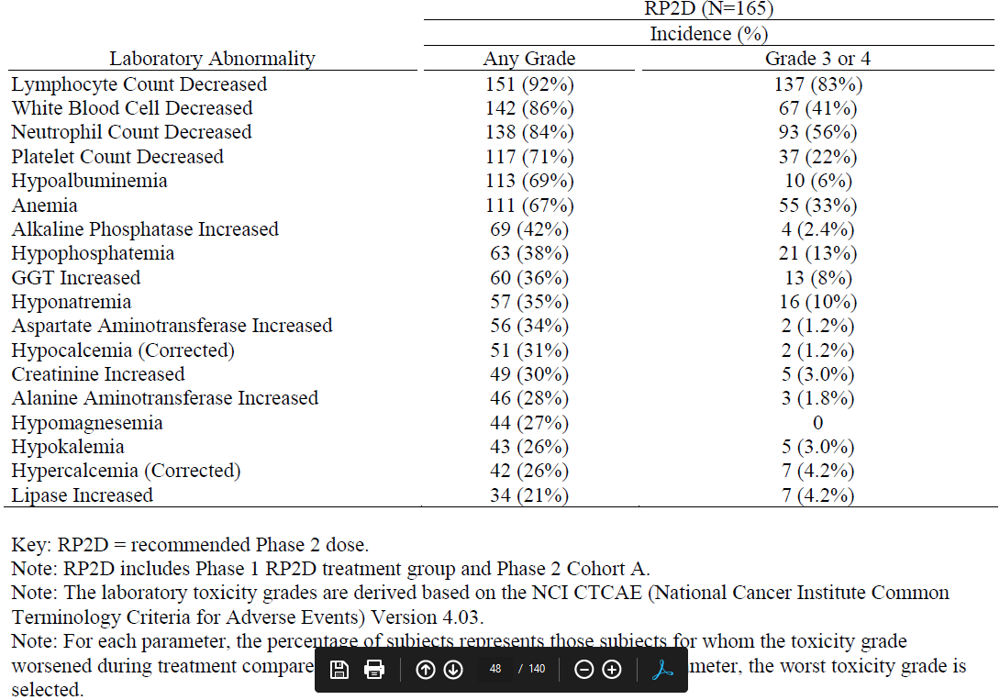 RP2D (N=165)
Incidence (%)
Laboratory Abnormality Any Grade Grade 3 or 4
Lymphocyte Count Decreased 151 (92%) 137 (83%)
White Blood Cell Decreased 142 (86%) 67 (41%)
Neutrophil Count Decreased 138 (84%) 93 (56%)
Platelet Count Decreased 117 (71%) 37 (22%)
Hypoalbuminemia 113 (69%) 10 (6%)
Anemia 111 (67%) 55 (33%)
Alkaline Phosphatase Increased 69 (42%) 4 (2.4%)
Hypophosphatemia 63 (38%) 21 (13%)
GGT Increased 60 (36%) 13 (8%)
Hyponatremia 57 (35%) 16 (10%)
Aspartate Aminotransferase Increased 56 (34%) 2 (1.2%)
Hypocalcemia (Corrected) 51 (31%) 2 (1.2%)
Creatinine Increased 49 (30%) 5 (3.0%)
Alanine Aminotransferase Increased 46 (28%) 3 (1.8%)
Hypomagnesemia 44 (27%) 0
Hypokalemia 43 (26%) 5 (3.0%)
Hypercalcemia (Corrected) 42 (26%) 7 (4.2%)
Lipase Increased 34 (21%) 7 (4.2%)
Key: RP2D = recommended Phase 2 dose.
Note: RP2D includes Phase 1 RP2D treatment group and Phase 2 Cohort A.
Note: The laboratory toxicity grades are derived based on the NCI CTCAE (National Cancer Institute Common
Terminology Criteria for Adverse Events) Version 4.03.
Note: For each parameter, the percentage of subjects represents those subjects for whom the toxicity grade
worsened during treatment the worst toxicity grade is
selected.
48 / 140